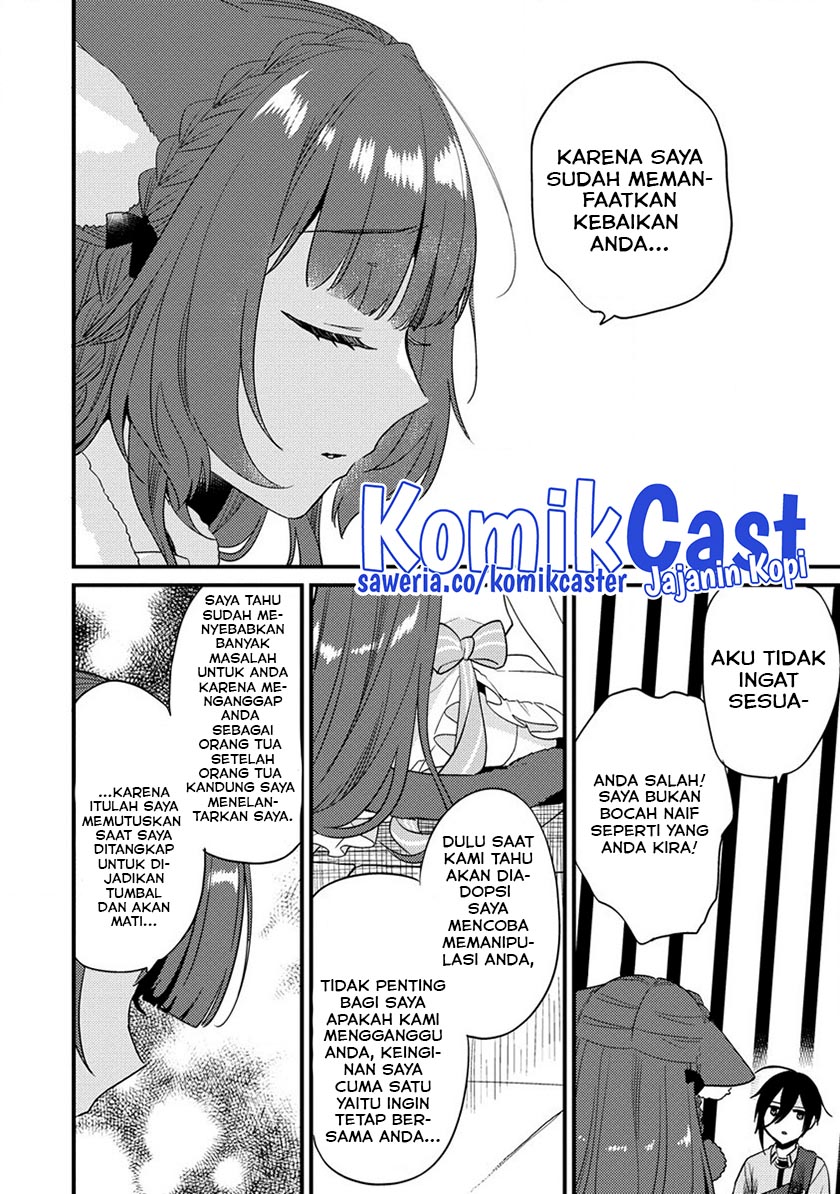 KARENA SAYA
SUDAH MEMAN-
FAATKAN
KEBAIKAN
ANDA...
KomikCast
saweria.co/komikcaster
Jajanin Kopi
AKU TIDAK
INGAT
SESUA-
ANDA SALAH!
SAYA BUKAN
BOCAH NAIF
SEPERTI YANG
ANDA KIRA!
DULU SAAT
KAMI TAHU
AKAN DIA-
DOPSI
SAYA
MENCOBA
MEMANIPU-
LASI ANDA,
TIDAK PENTING
BAGI SAYA
APAKAH KAMI
MENGGANGGU
ANDA, KEINGI-
NAN SAYA
CUMA SATU
YAITU INGIN
TETAP BER-
SAMA ANDA...
SAYA TAHU
SUDAH ME-
NYEBABKAN
BANYAK
MASALAH
UNTUK ANDA
KARENA ME-
NGANGGAP
ANDA
SEBAGAI
ORANG TUA
SETELAH
ORANG TUA
KANDUNG SAYA
MENELAN-
TARKAN SAYA.
...KARENA
ITULAH SAYA
MEMUTUSKAN
SAAT SAYA
DITANGKAP
UNTUK DI-
JADIKAN
TUMBAL
DAN AKAN
MATI...